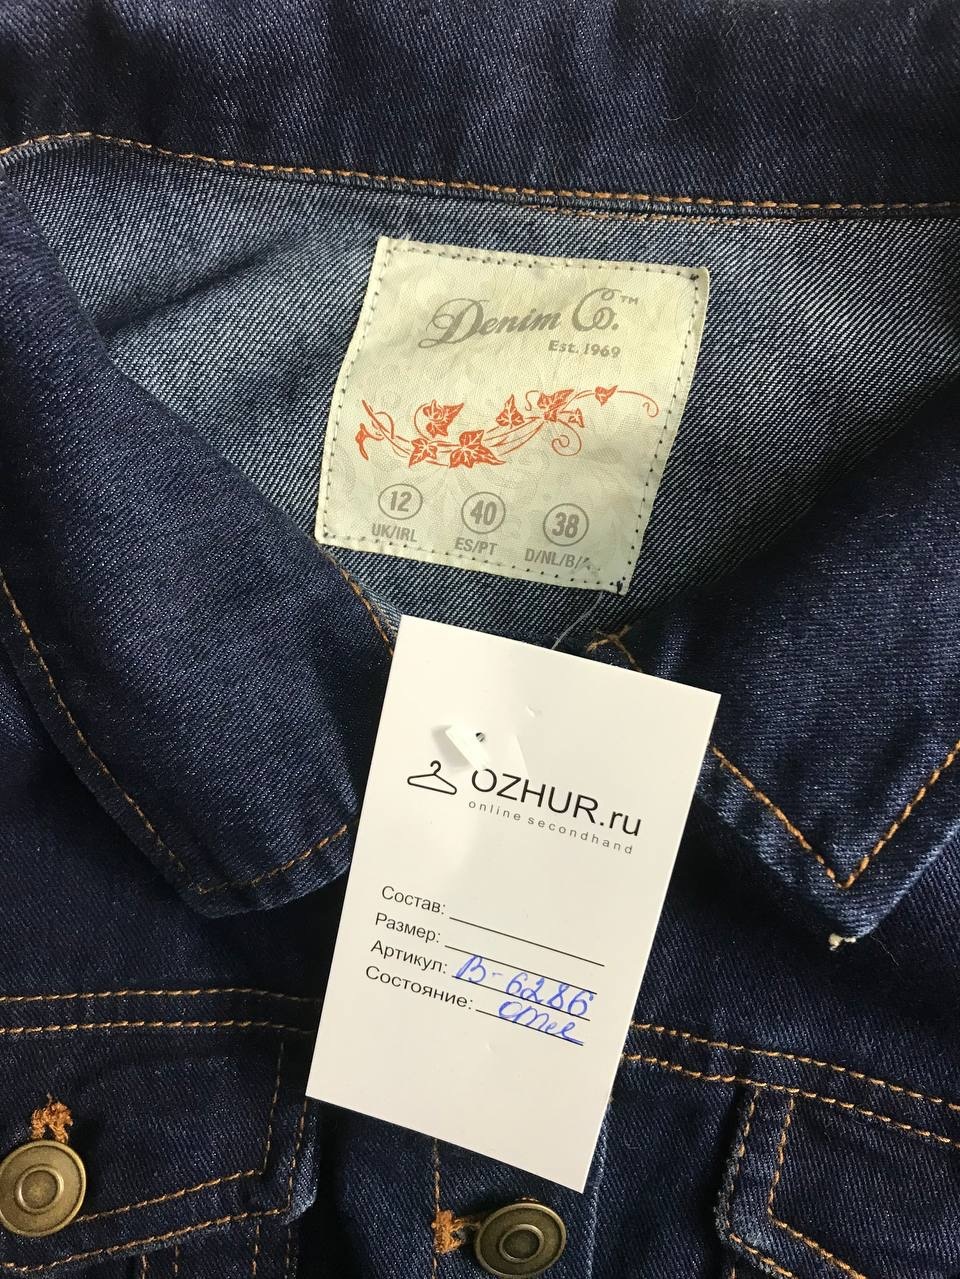 Denim Co.™
Est. 1969
12 40 38
UK/IRL ES/PT D/NL/B/A
OZHUR.ru
online secondhand
Состав:
Размер:
Артикул: В-6286
Состояние: отл